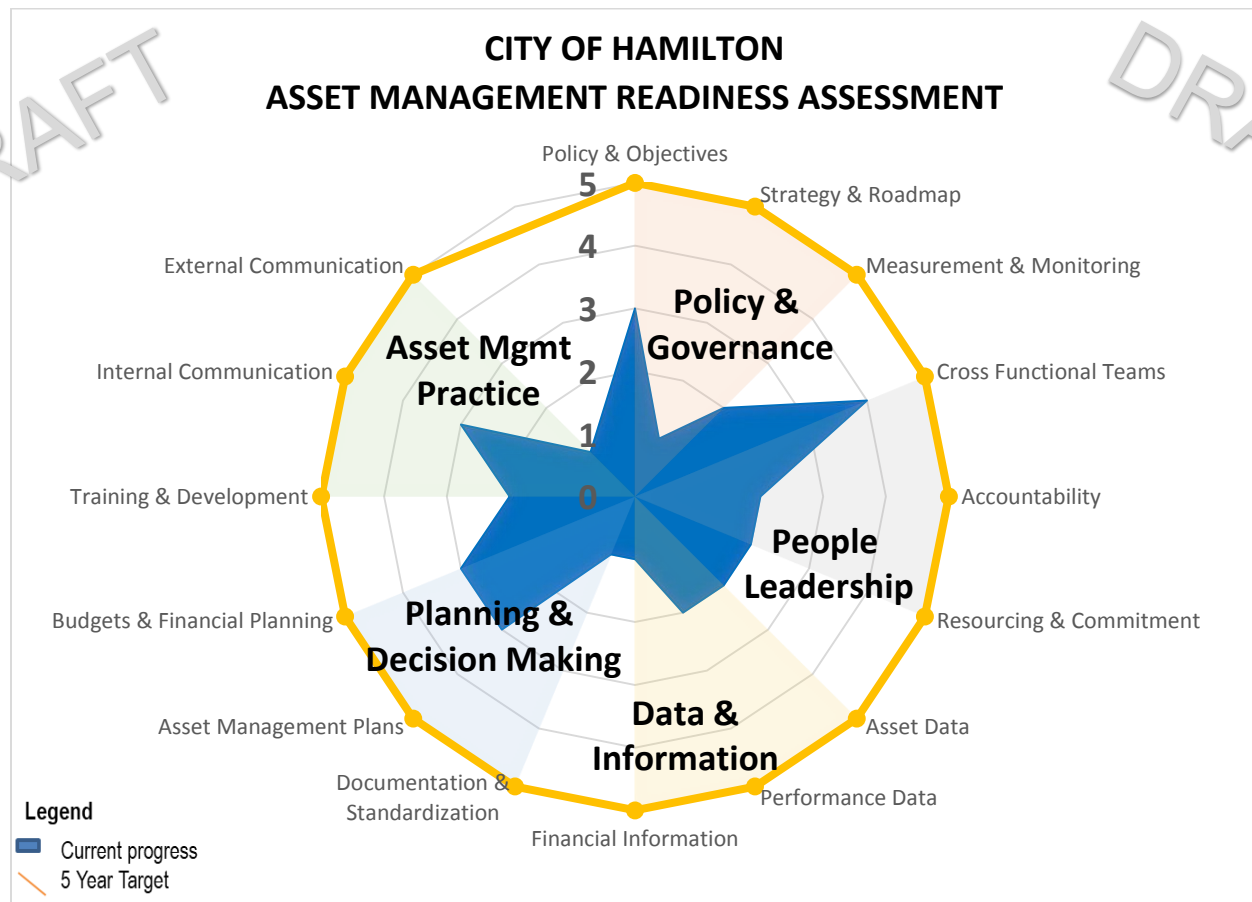 CITY OF HAMILTON
ASSET MANAGEMENT READINESS ASSESSMENT
RAFT
DRA
Policy & Objectives
Strategy & Roadmap
Measurement & Monitoring
Cross Functional Teams
Accountability
Resourcing & Commitment
Asset Data
Performance Data
Financial Information
Documentation &
Standardization
Asset Management Plans
Budgets & Financial Planning
Training & Development
Internal Communication
External Communication
5
4
3
2
1
0
Policy &
Governance
People
Leadership
Data &
Information
Planning &
Decision Making
Asset Mgmt
Practice
Legend
Current progress
5 Year Target